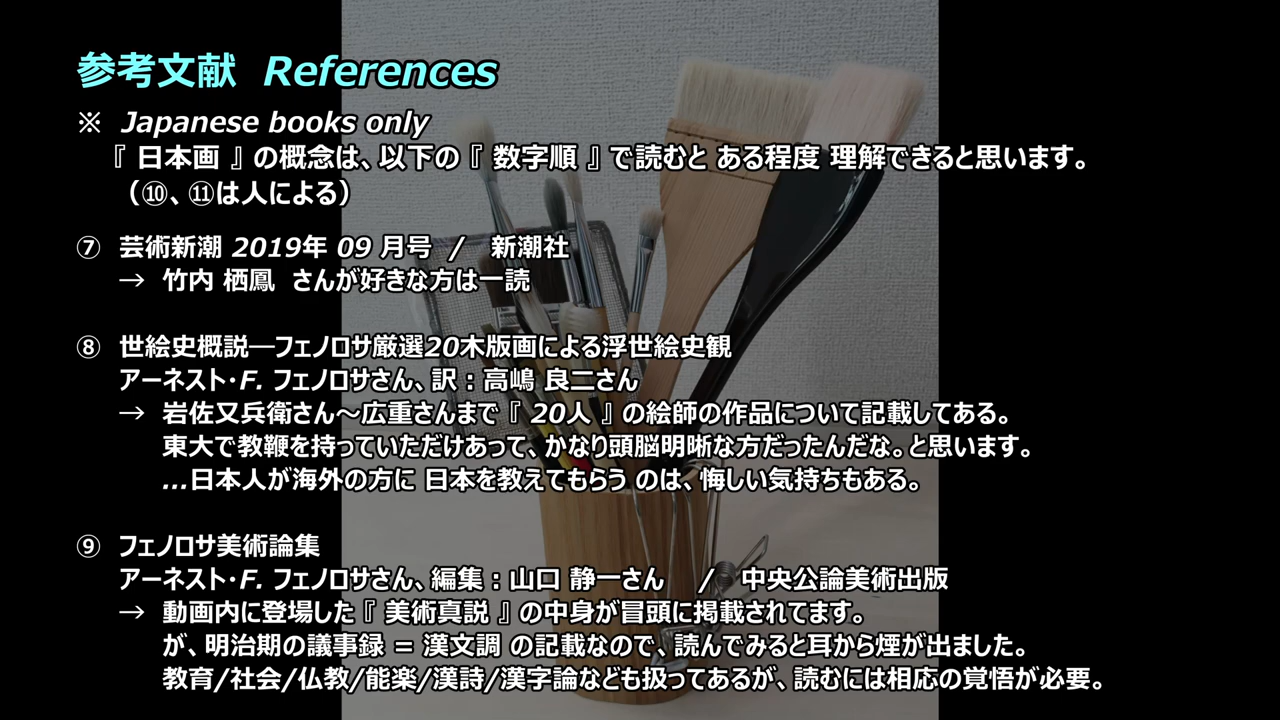 参考文献 References
※ Japanese books only
『 日本画 』 の概念は、以下の 『 数字順 』 で読むと ある程度 理解できると思います。
（⑩、⑪は人による）
⑦ 芸術新潮 2019年 09 月号 / 新潮社
→ 竹内 栖鳳 さんが好きな方は一読
⑧ 世絵史概説―フェノロサ厳選20木版画による浮世絵史観
アーネスト・F. フェノロサさん、訳：高嶋 良二さん
→ 岩佐又兵衛さん～広重さんまで 『 20人 』 の絵師の作品について記載してある。
東大で教鞭を持っていただけあって、かなり頭脳明晰な方だったんだな。と思います。
…日本人が海外の方に 日本を教えてもらう のは、悔しい気持ちもある。
⑨ フェノロサ美術論集
アーネスト・F. フェノロサさん、編集：山口 静一さん / 中央公論美術出版
→ 動画内に登場した 『 美術真説 』 の中身が冒頭に掲載されてます。
が、明治期の議事録 = 漢文調 の記載なので、読んでみると耳から煙が出ました。
教育/社会/仏教/能楽/漢詩/漢字論なども扱ってあるが、読むには相応の覚悟が必要。